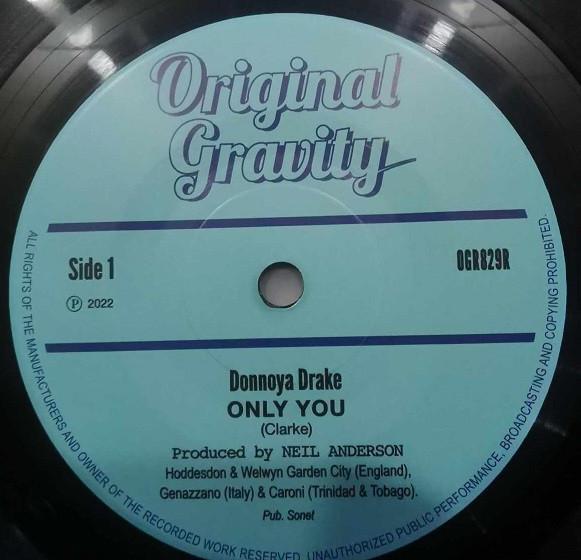 Original
Gravity
Side 1
OGR829R
℗ 2022
Donnoya Drake
ONLY YOU
(Clarke)
Produced by NEIL ANDERSON
Hoddesdon & Welwyn Garden City (England),
Genazzano (Italy) & Caroni (Trinidad & Tobago).
Pub. Sonet
ALL RIGHTS OF THE MANUFACTURERS AND OWNER OF THE RECORDED WORK RESERVED. UNAUTHORIZED PUBLIC PERFORMANCE, BROADCASTING AND COPYING PROHIBITED.